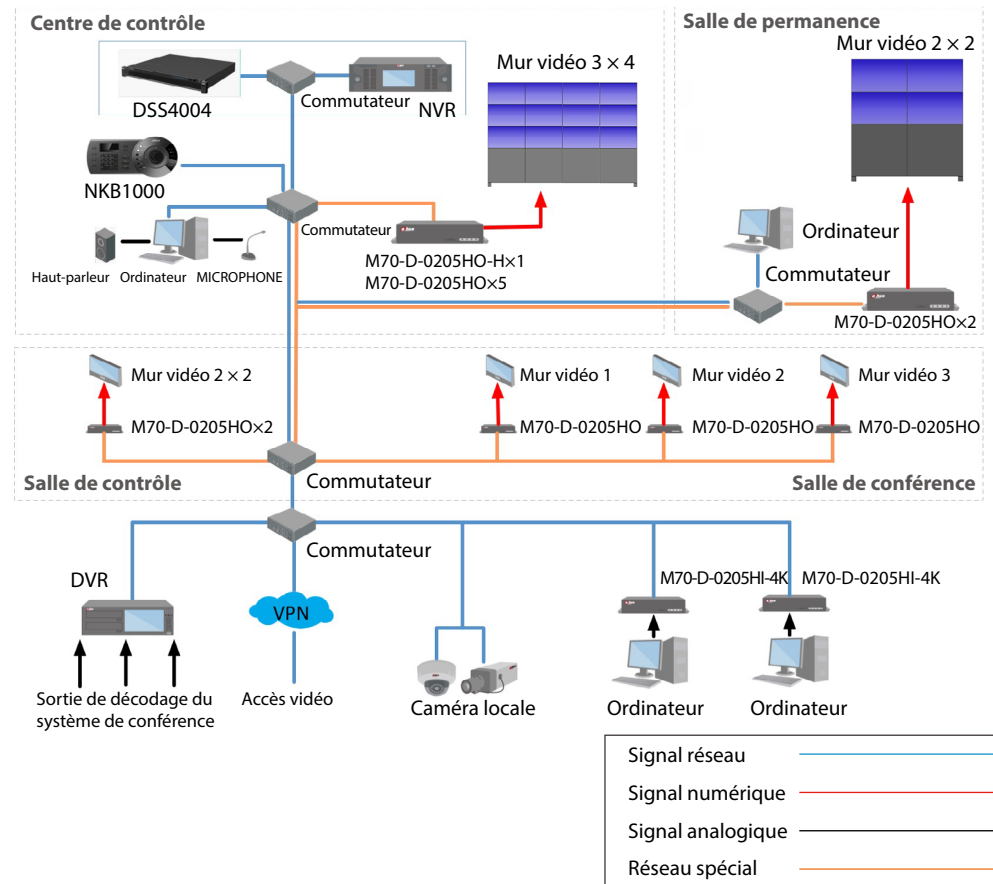 Centre de contrôle
Salle de permanence
Mur vidéo 2 × 2
Mur vidéo 3 × 4
Commutateur
DSS4004
NVR
NKB1000
Commutateur
Ordinateur
Haut-parleur
Ordinateur
MICROPHONE
M70-D-0205HO-H×1
M70-D-0205HO×5
Commutateur
M70-D-0205HO×2
Mur vidéo 2 × 2
Mur vidéo 1
Mur vidéo 2
Mur vidéo 3
M70-D-0205HO×2
M70-D-0205HO
M70-D-0205HO
M70-D-0205HO
Salle de contrôle
Commutateur
Salle de conférence
Commutateur
DVR
VPN
M70-D-0205HI-4K
M70-D-0205HI-4K
Sortie de décodage du
système de conférence
Accès vidéo
Caméra locale
Ordinateur
Ordinateur
Signal réseau
Signal numérique
Signal analogique
Réseau spécial